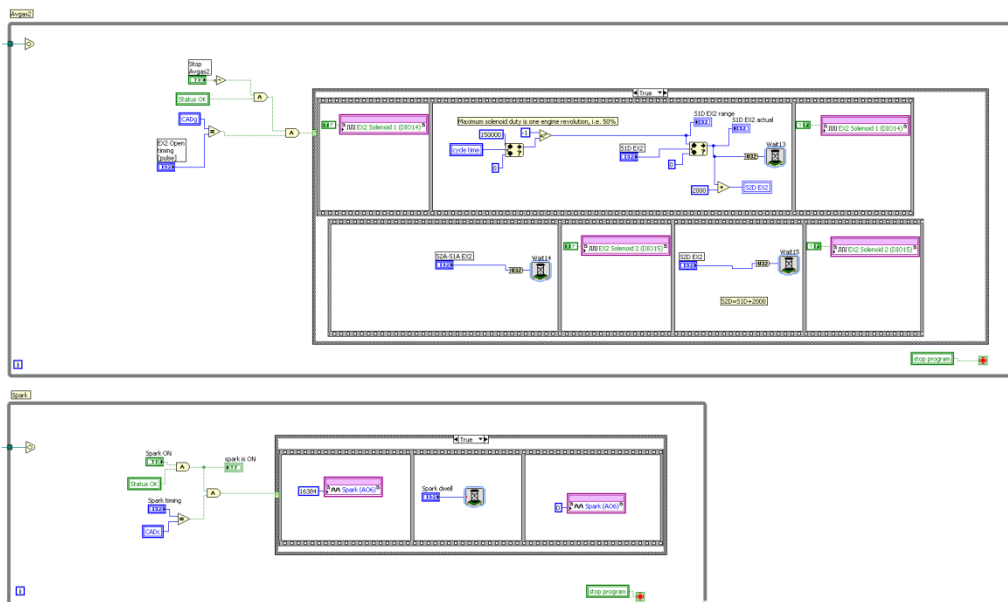 Avgas2
Stop
Avgas2
TF
Status OK
CADg
EX2 Open
timing
[pulse]
I32
True
EX2 Solenoid 1 (DIO14)
Maximum solenoid duty is one engine revolution, i.e. 50%
150000
cycle time
0
-1
S1D EX2 range
I32
S1D EX2 actual
I32
S1D EX2
I32
0
U32
Wait13
2000
S2D EX2
EX2 Solenoid 1 (DIO14)
S2A-S1A EX2
I32
U32
Wait14
EX2 Solenoid 2 (DIO15)
S2D EX2
I32
U32
Wait15
S2D=S1D+2000
EX2 Solenoid 2 (DIO15)
i
stop program
Spark
Spark ON
TF
spark is ON
TF
Status OK
Spark timing
I32
CADc
True
16384
Spark (AO6)
Spark dwell
I32
0
Spark (AO6)
i
stop program